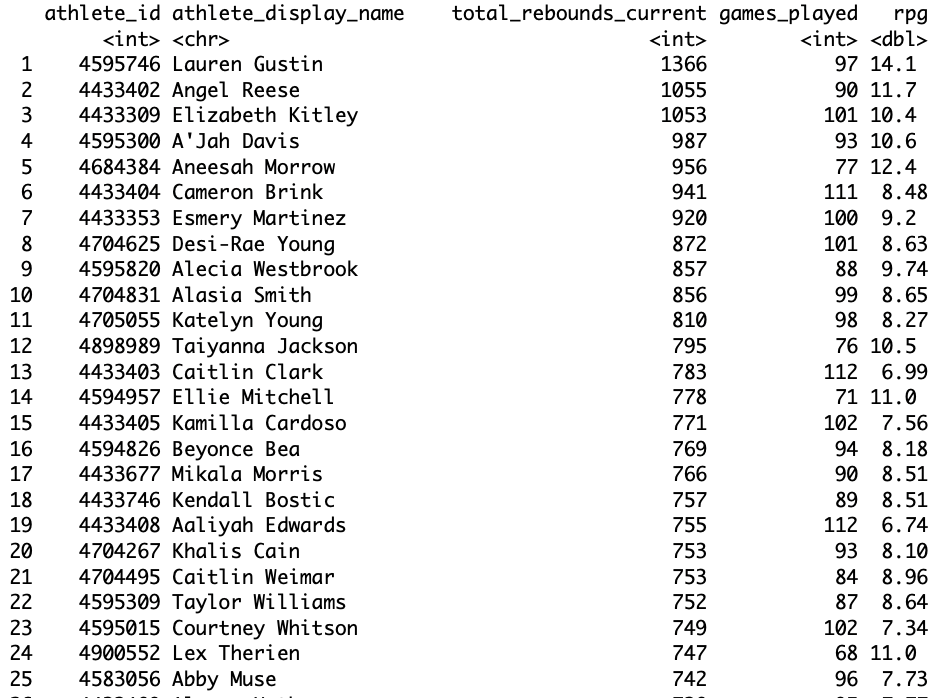 athlete_id athlete_display_name total_rebounds_current games_played rpg
<int> <chr> <int> <int> <dbl>
1 4595746 Lauren Gustin 1366 97 14.1
2 4433402 Angel Reese 1055 90 11.7
3 4433309 Elizabeth Kitley 1053 101 10.4
4 4595300 A'Jah Davis 987 93 10.6
5 4684384 Aneesah Morrow 956 77 12.4
6 4433404 Cameron Brink 941 111 8.48
7 4433353 Esmery Martinez 920 100 9.2
8 4704625 Desi-Rae Young 872 101 8.63
9 4595820 Alecia Westbrook 857 88 9.74
10 4704831 Alasia Smith 856 99 8.65
11 4705055 Katelyn Young 810 98 8.27
12 4898989 Taiyanna Jackson 795 76 10.5
13 4433403 Caitlin Clark 783 112 6.99
14 4594957 Ellie Mitchell 778 71 11.0
15 4433405 Kamilla Cardoso 771 102 7.56
16 4594826 Beyonce Bea 769 94 8.18
17 4433677 Mikala Morris 766 90 8.51
18 4433746 Kendall Bostic 757 89 8.51
19 4433408 Aaliyah Edwards 755 112 6.74
20 4704267 Khalis Cain 753 93 8.10
21 4704495 Caitlin Weimar 753 84 8.96
22 4595309 Taylor Williams 752 87 8.64
23 4595015 Courtney Whitson 749 102 7.34
24 4900552 Lex Therien 747 68 11.0
25 4583056 Abby Muse 742 96 7.73